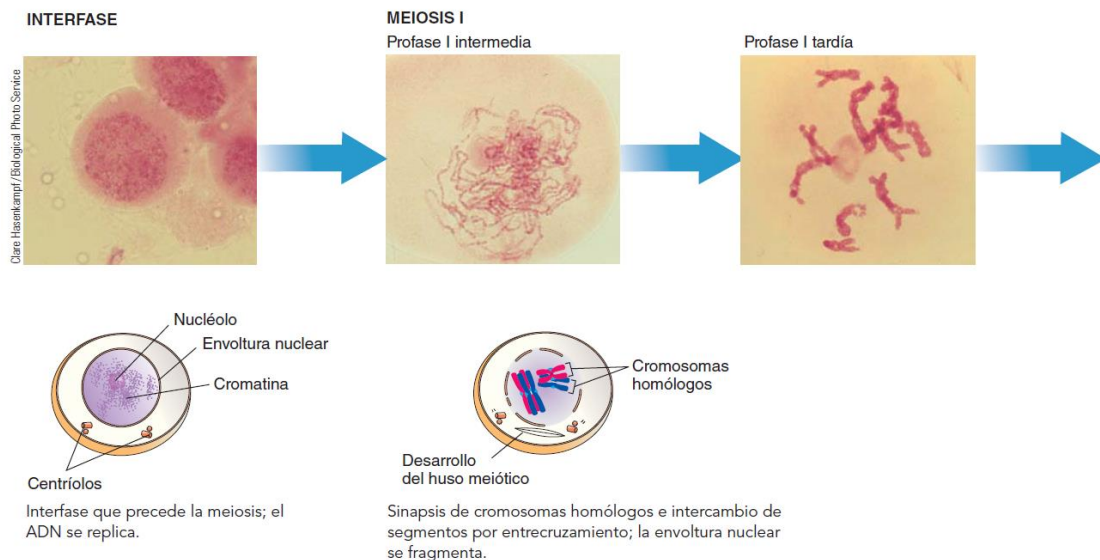 INTERFASE
MEIOSIS I
Profase I intermedia
Profase I tardía
Clare Hasenkampf/Biological Photo Service
Nucléolo
Envoltura nuclear
Cromatina
Centríolos
Interfase que precede la meiosis; el
ADN se replica.
Cromosomas
homólogos
Desarrollo
del huso meiótico
Sinapsis de cromosomas homólogos e intercambio de
segmentos por entrecruzamiento; la envoltura nuclear
se fragmenta.